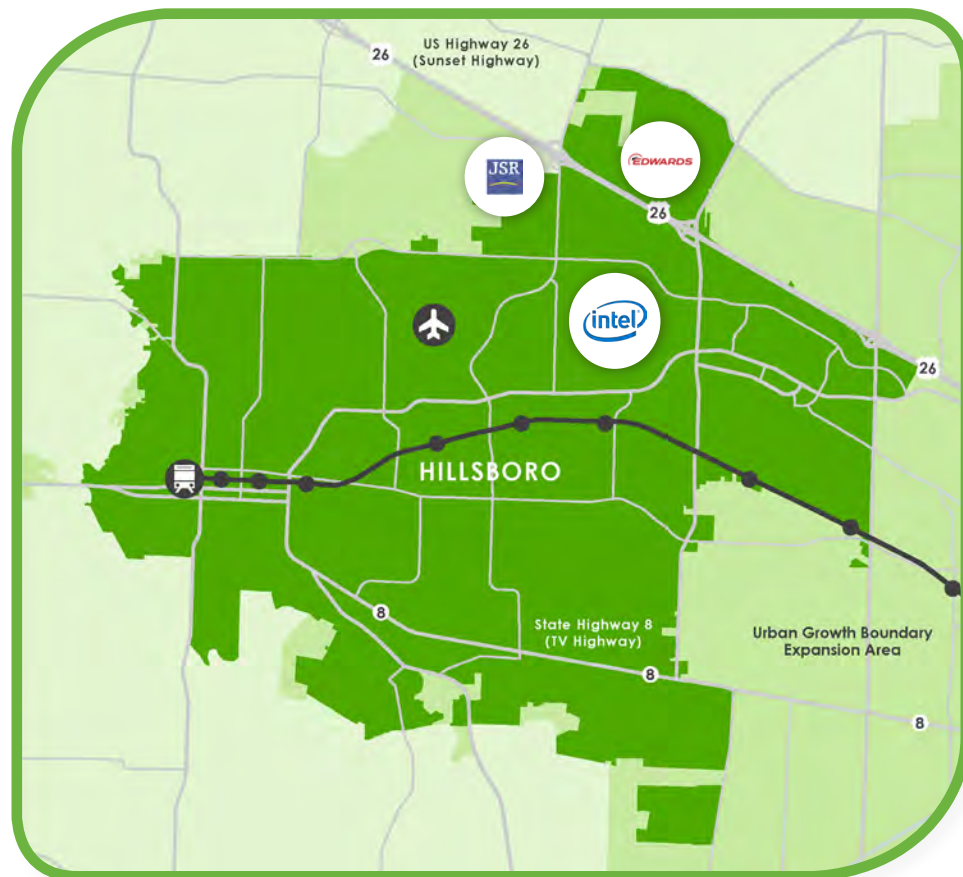 US Highway 26
(Sunset Highway)
26
JSR
EDWARDS
26
intel
26
HILLSBORO
8
State Highway 8
(TV Highway)
Urban Growth Boundary
Expansion Area
8
8